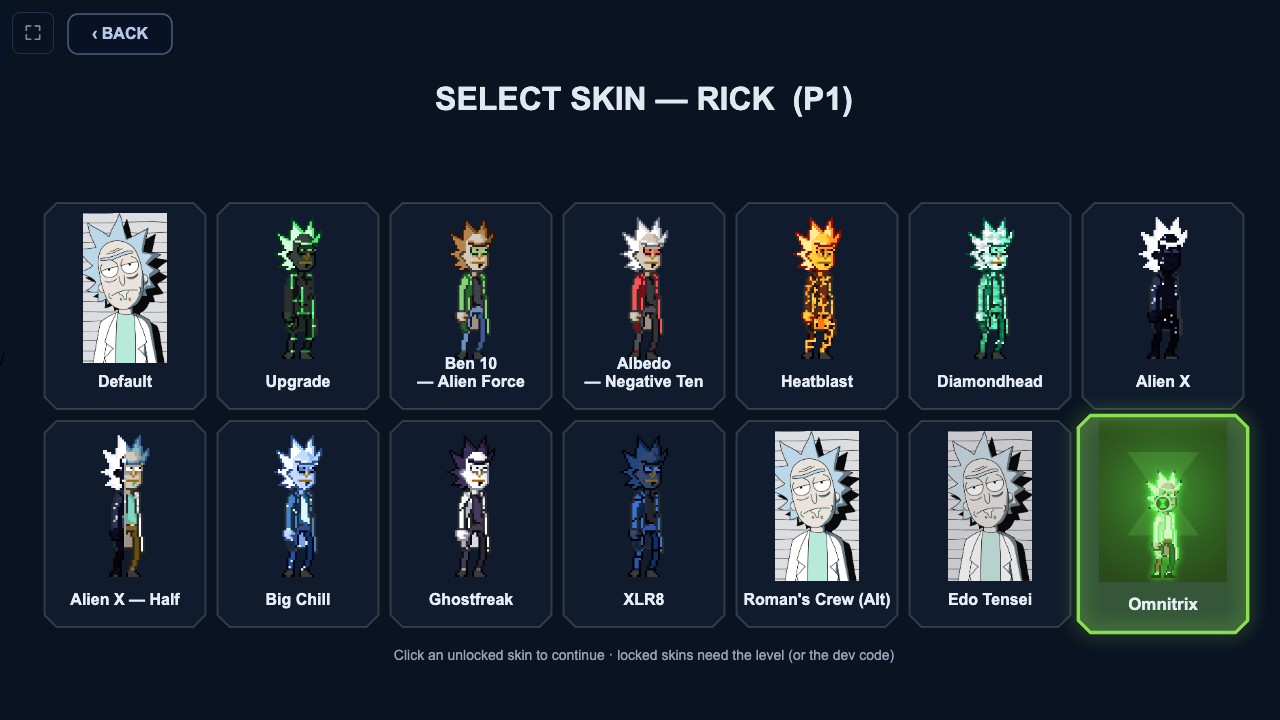 ‹ BACK
SELECT SKIN — RICK (P1)
Default
Upgrade
Ben 10
— Alien Force
Albedo
— Negative Ten
Heatblast
Diamondhead
Alien X
Alien X — Half
Big Chill
Ghostfreak
XLR8
Roman's Crew (Alt)
Edo Tensei
Omnitrix
Click an unlocked skin to continue · locked skins need the level (or the dev code)